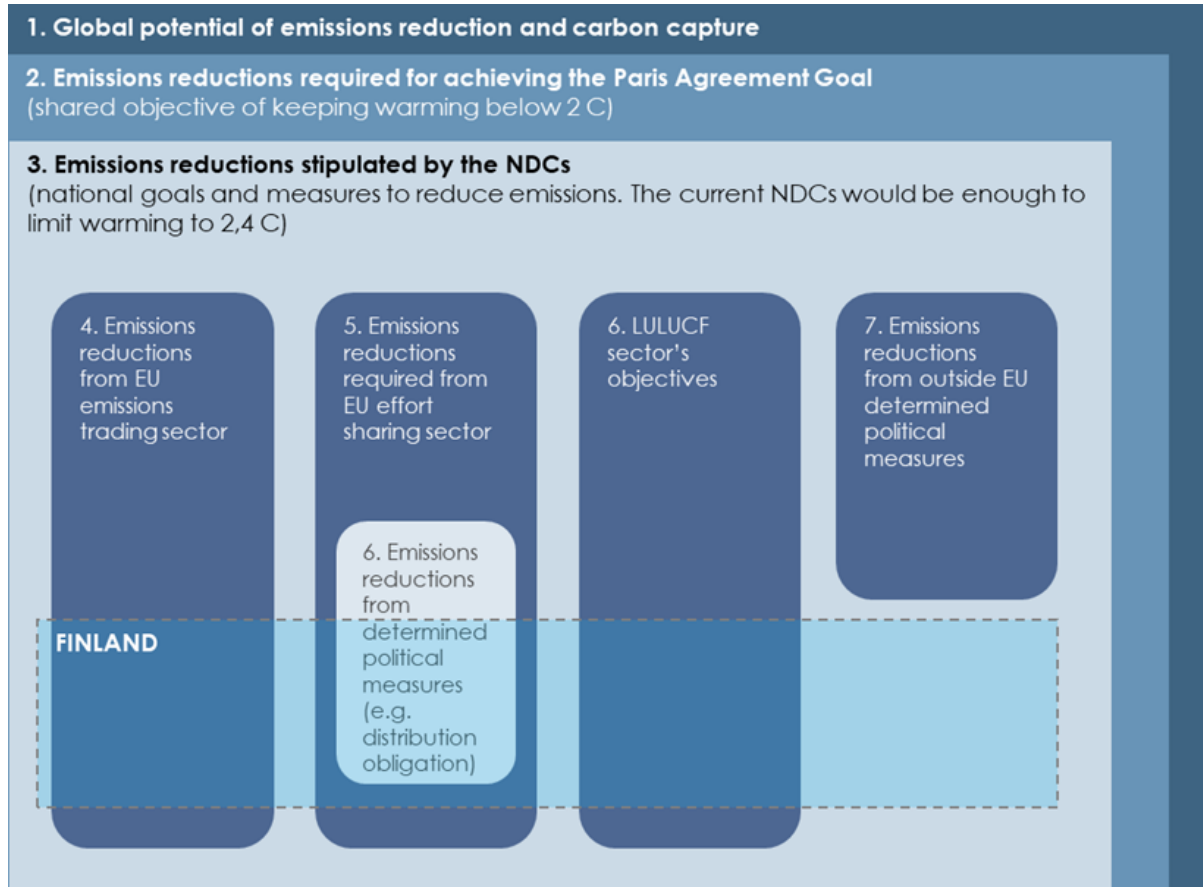 1. Global potential of emissions reduction and carbon capture
2. Emissions reductions required for achieving the Paris Agreement Goal
(shared objective of keeping warming below 2 C)
3. Emissions reductions stipulated by the NDCs
(national goals and measures to reduce emissions. The current NDCs would be enough to
limit warming to 2,4 C)
4. Emissions
reductions
from EU
emissions
trading sector
5. Emissions
reductions
required from
EU effort
sharing sector
6. Emissions
reductions
from
determined
political
measures
(e.g.
distribution
obligation)
6. LULUCF
sector's
objectives
7. Emissions
reductions
from outside EU
determined
political
measures
FINLAND